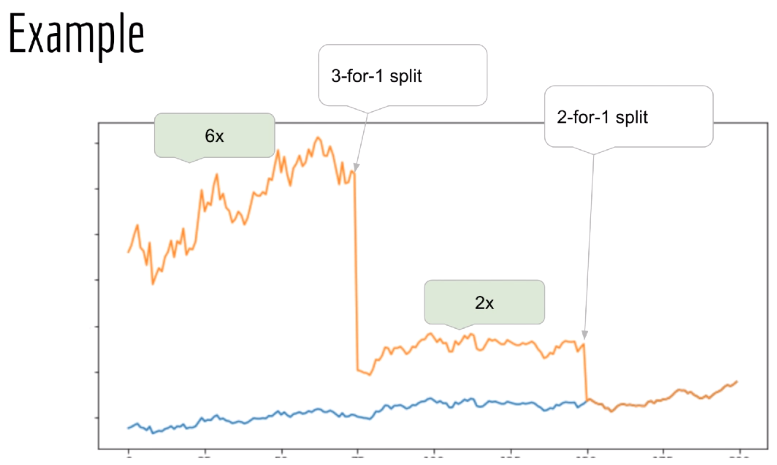 Example
3-for-1 split
2-for-1 split
6x
2x